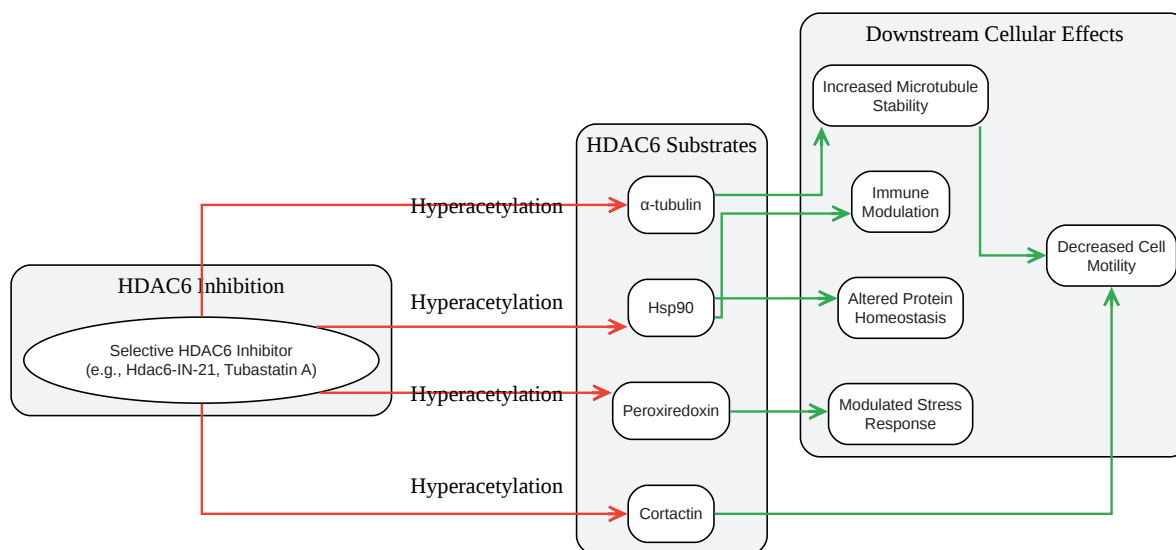 Downstream Cellular Effects
Increased Microtubule
Stability
HDAC6 Substrates
α-tubulin
Immune
Modulation
Hyperacetylation
Decreased Cell
Motility
HDAC6 Inhibition
Hyperacetylation
Hsp90
Altered Protein
Homeostasis
Selective HDAC6 Inhibitor
(e.g., Hdac6-IN-21, Tubastatin A)
Hyperacetylation
Peroxiredoxin
Modulated Stress
Response
Hyperacetylation
Cortactin